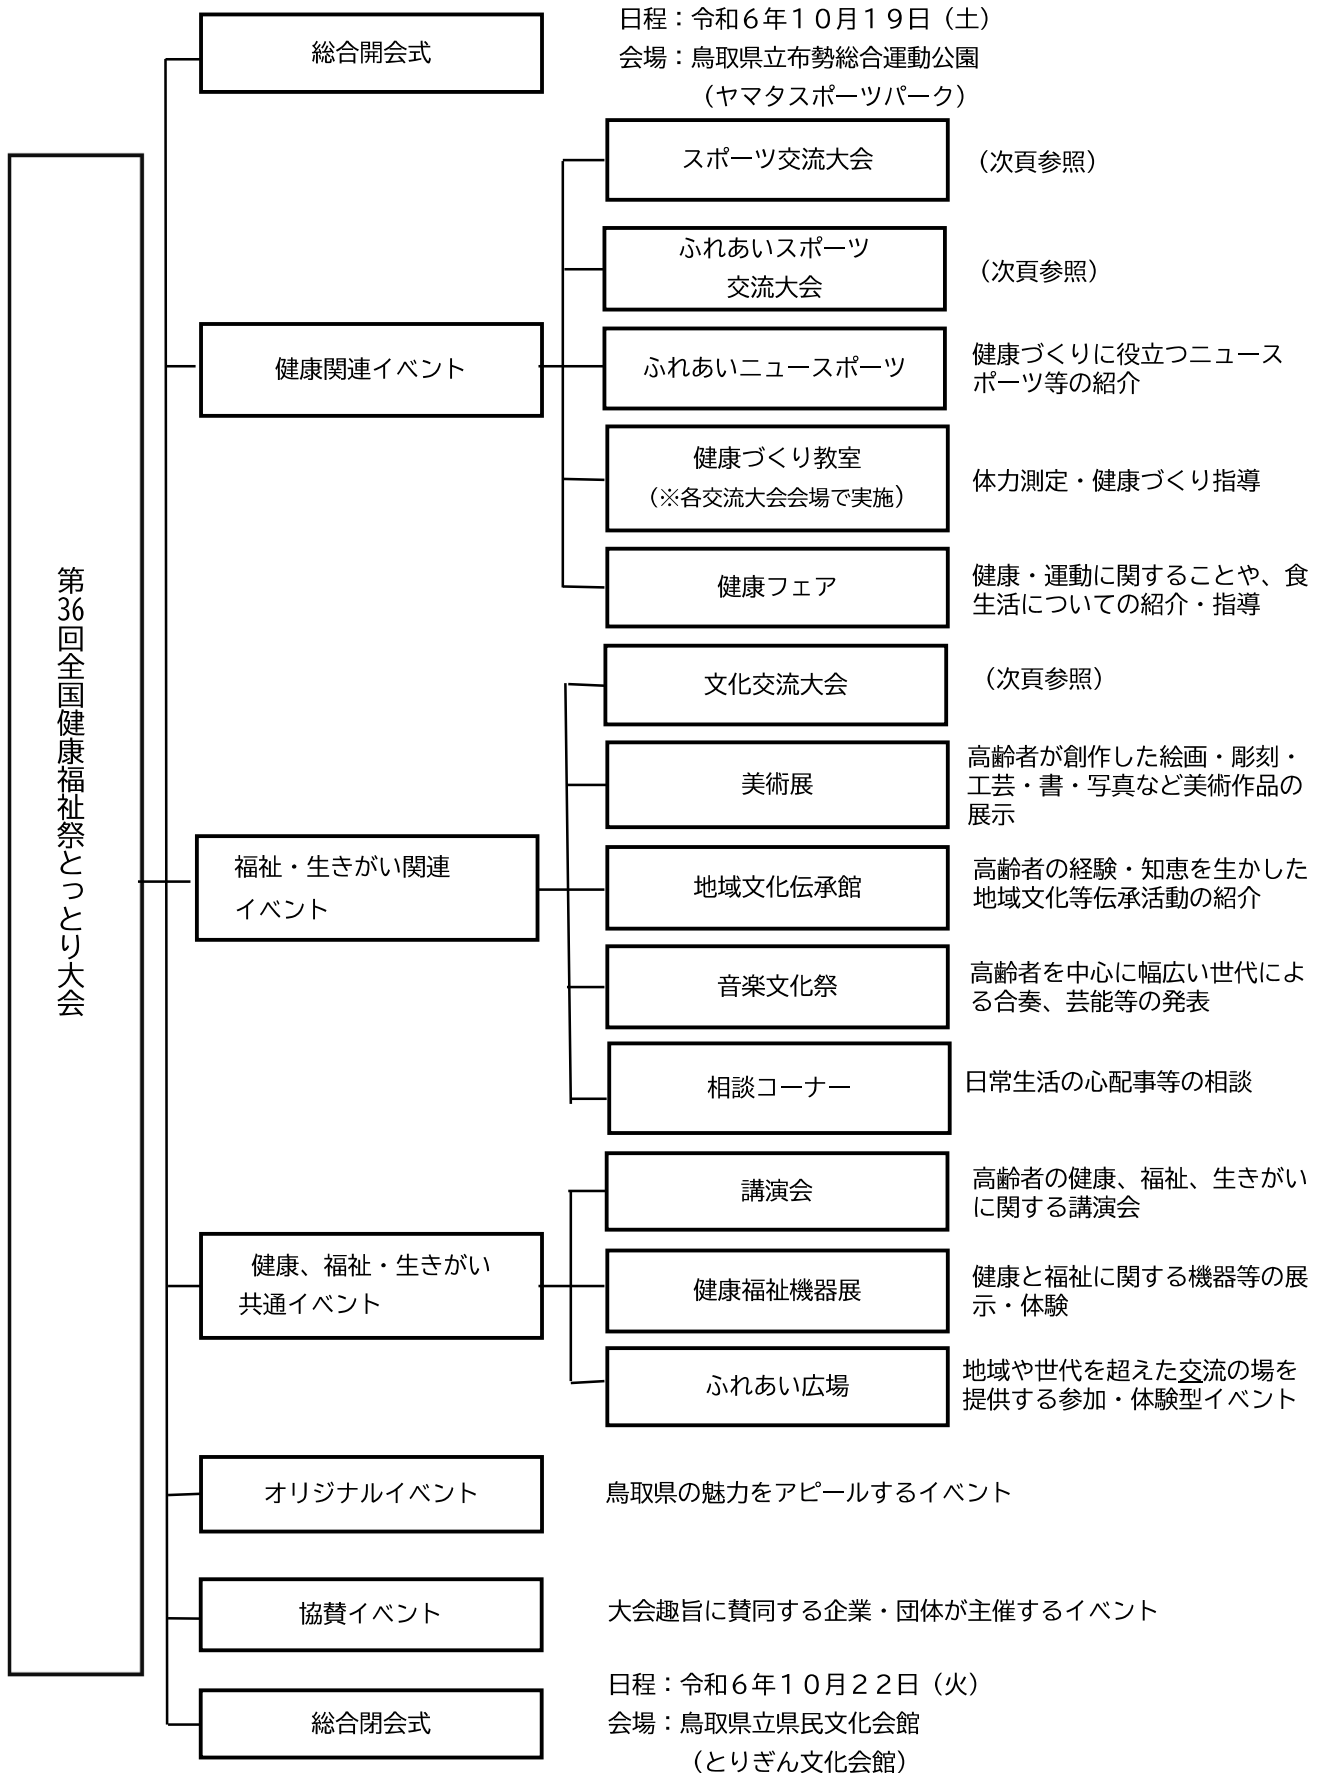 第36回全国健康福祉祭とっとり大会
総合開会式
日程：令和６年１０月１９日（土）
会場：鳥取県立布勢総合運動公園
（ヤマタスポーツパーク）
健康関連イベント
スポーツ交流大会
（次頁参照）
ふれあいスポーツ
交流大会
（次頁参照）
ふれあいニュースポーツ
健康づくりに役立つニュース
ポーツ等の紹介
健康づくり教室
（※各交流大会会場で実施）
体力測定・健康づくり指導
健康フェア
健康・運動に関することや、食
生活についての紹介・指導
福祉・生きがい関連
イベント
文化交流大会
（次頁参照）
美術展
高齢者が創作した絵画・彫刻・
工芸・書・写真など美術作品の
展示
地域文化伝承館
高齢者の経験・知恵を生かした
地域文化等伝承活動の紹介
音楽文化祭
高齢者を中心に幅広い世代によ
る合奏、芸能等の発表
相談コーナー
日常生活の心配事等の相談
健康、福祉・生きがい
共通イベント
講演会
高齢者の健康、福祉、生きがい
に関する講演会
健康福祉機器展
健康と福祉に関する機器等の展
示・体験
ふれあい広場
地域や世代を超えた交流の場を
提供する参加・体験型イベント
オリジナルイベント
鳥取県の魅力をアピールするイベント
協賛イベント
大会趣旨に賛同する企業・団体が主催するイベント
総合閉会式
日程：令和６年１０月２２日（火）
会場：鳥取県立県民文化会館
（とりぎん文化会館）